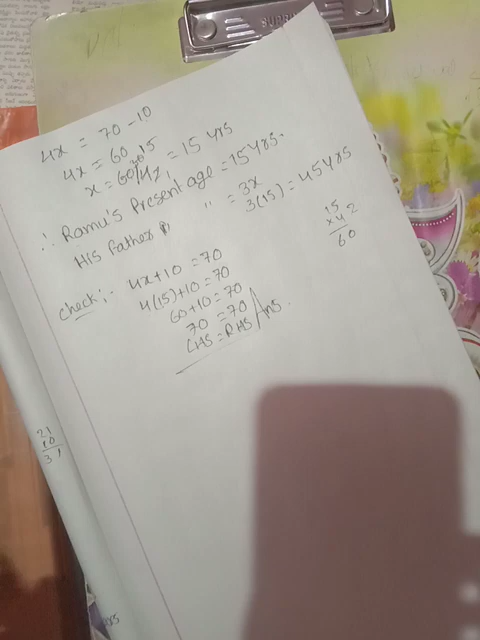 4x = 70 - 10
4x = 60
x = 60/4 = 15 yrs
∴ Ramu's Present age = 15 yrs.
His Father's " = 3x
3(15) = 45 yrs
15
x 4
60
Check:- 4x+10 = 70
4(15)+10 = 70
60+10 = 70
70 = 70
LHS = RHS Ans.
21
10
31